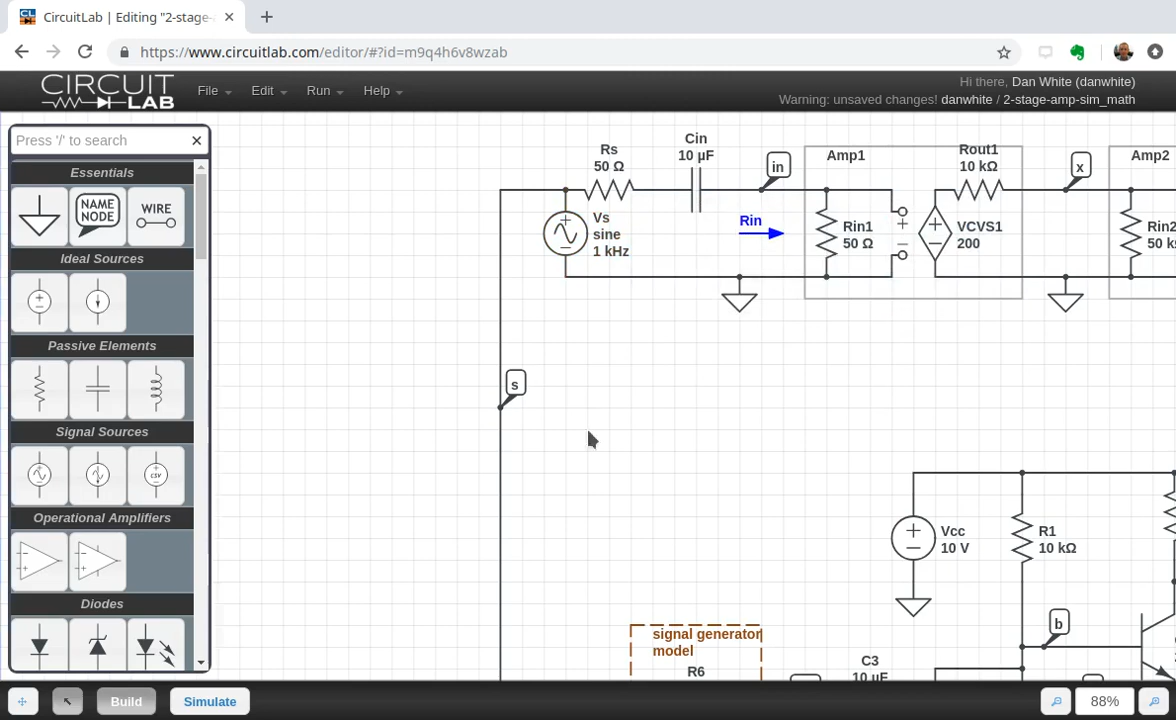 CircuitLab | Editing "2-stage-
https://www.circuitlab.com/editor/#?id=m9q4h6v8wzab
CIRCUIT
LAB
File
Edit
Run
Help
Hi there, Dan White (danwhite)
Warning: unsaved changes! danwhite / 2-stage-amp-sim_math
Press '/' to search
Essentials
NAME
NODE
WIRE
Ideal Sources
Passive Elements
Signal Sources
csv
Operational Amplifiers
Diodes
Rs
50 Ω
Cin
10 µF
in
Amp1
Rout1
10 kΩ
x
Amp2
Vs
sine
1 kHz
Rin
Rin1
50 Ω
VCVS1
200
Rin2
50 k
s
Vcc
10 V
R1
10 kΩ
b
signal generator
model
R6
C3
10 µF
Build
Simulate
88%